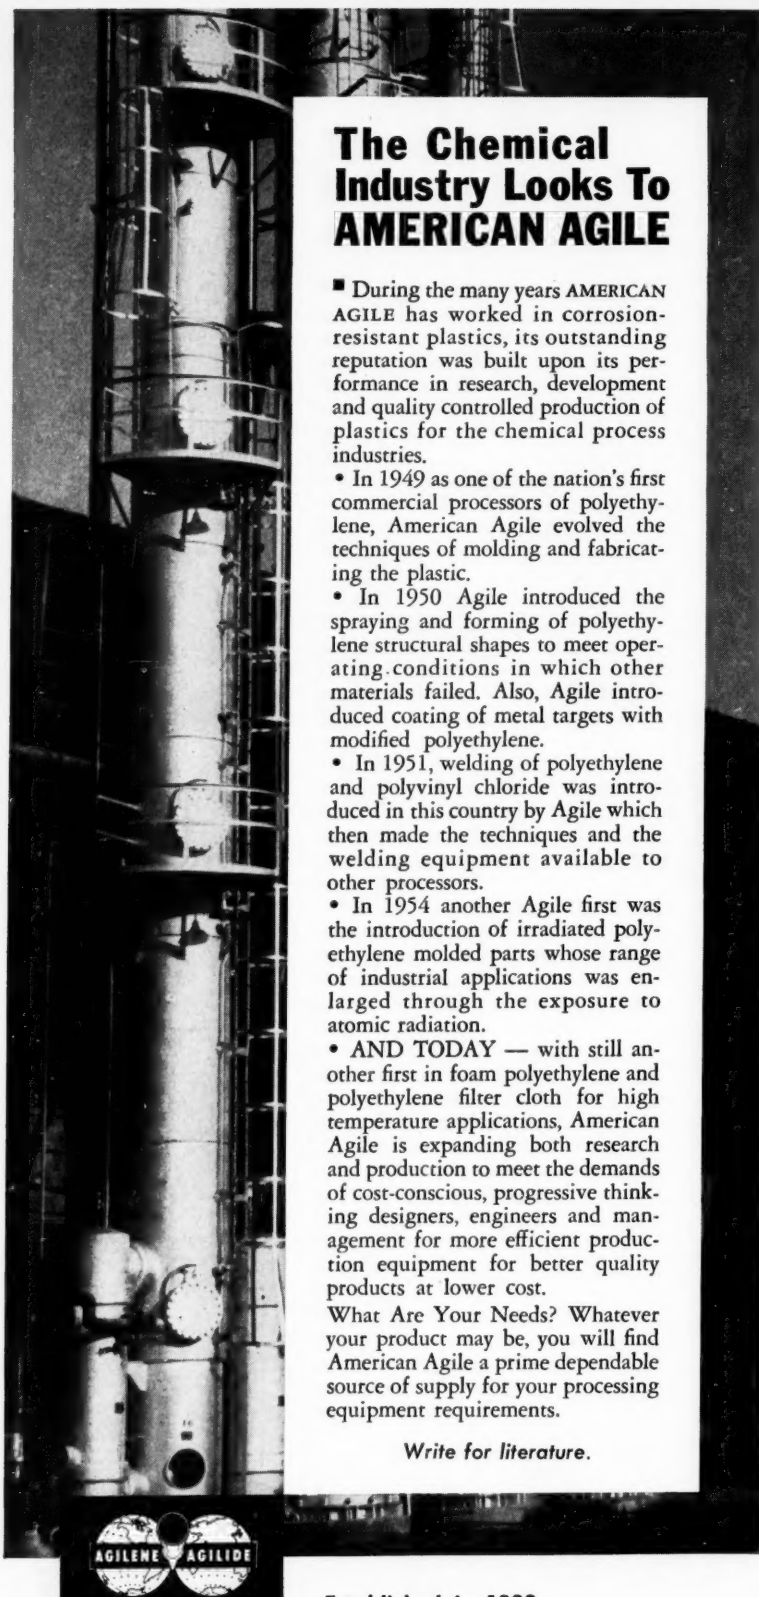 The Chemical
Industry Looks To
AMERICAN AGILE
■ During the many years AMERICAN
AGILE has worked in corrosion-
resistant plastics, its outstanding
reputation was built upon its per-
formance in research, development
and quality controlled production of
plastics for the chemical process
industries.
• In 1949 as one of the nation's first
commercial processors of polyethy-
lene, American Agile evolved the
techniques of molding and fabricat-
ing the plastic.
• In 1950 Agile introduced the
spraying and forming of polyethy-
lene structural shapes to meet oper-
ating conditions in which other
materials failed. Also, Agile intro-
duced coating of metal targets with
modified polyethylene.
• In 1951, welding of polyethylene
and polyvinyl chloride was intro-
duced in this country by Agile which
then made the techniques and the
welding equipment available to
other processors.
• In 1954 another Agile first was
the introduction of irradiated poly-
ethylene molded parts whose range
of industrial applications was en-
larged through the exposure to
atomic radiation.
• AND TODAY — with still an-
other first in foam polyethylene and
polyethylene filter cloth for high
temperature applications, American
Agile is expanding both research
and production to meet the demands
of cost-conscious, progressive think-
ing designers, engineers and man-
agement for more efficient produc-
tion equipment for better quality
products at lower cost.
What Are Your Needs? Whatever
your product may be, you will find
American Agile a prime dependable
source of supply for your processing
equipment requirements.
Write for literature.
AGILENE AGILIDE